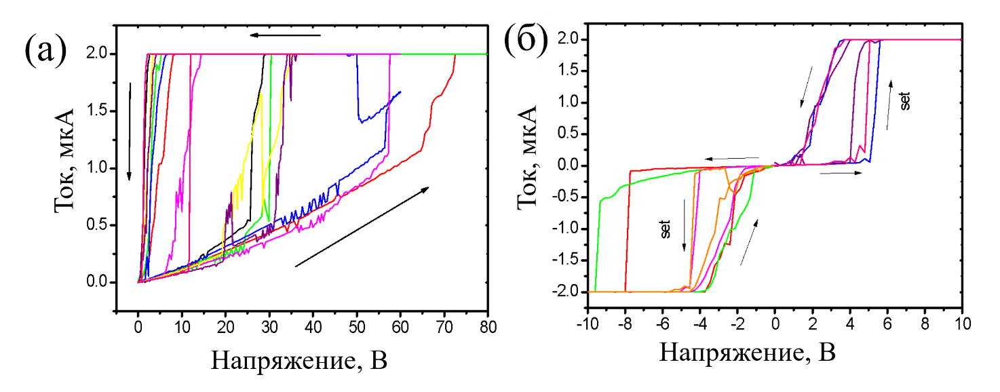 (а)
Ток, мкА
2.0
1.5
1.0
0.5
0.0
0 10 20 30 40 50 60 70 80
Напряжение, В
(б)
Ток, мкА
2.0
1.5
1.0
0.5
0.0
-0.5
-1.0
-1.5
-2.0
set
set
-10 -8 -6 -4 -2 0 2 4 6 8 10
Напряжение, В